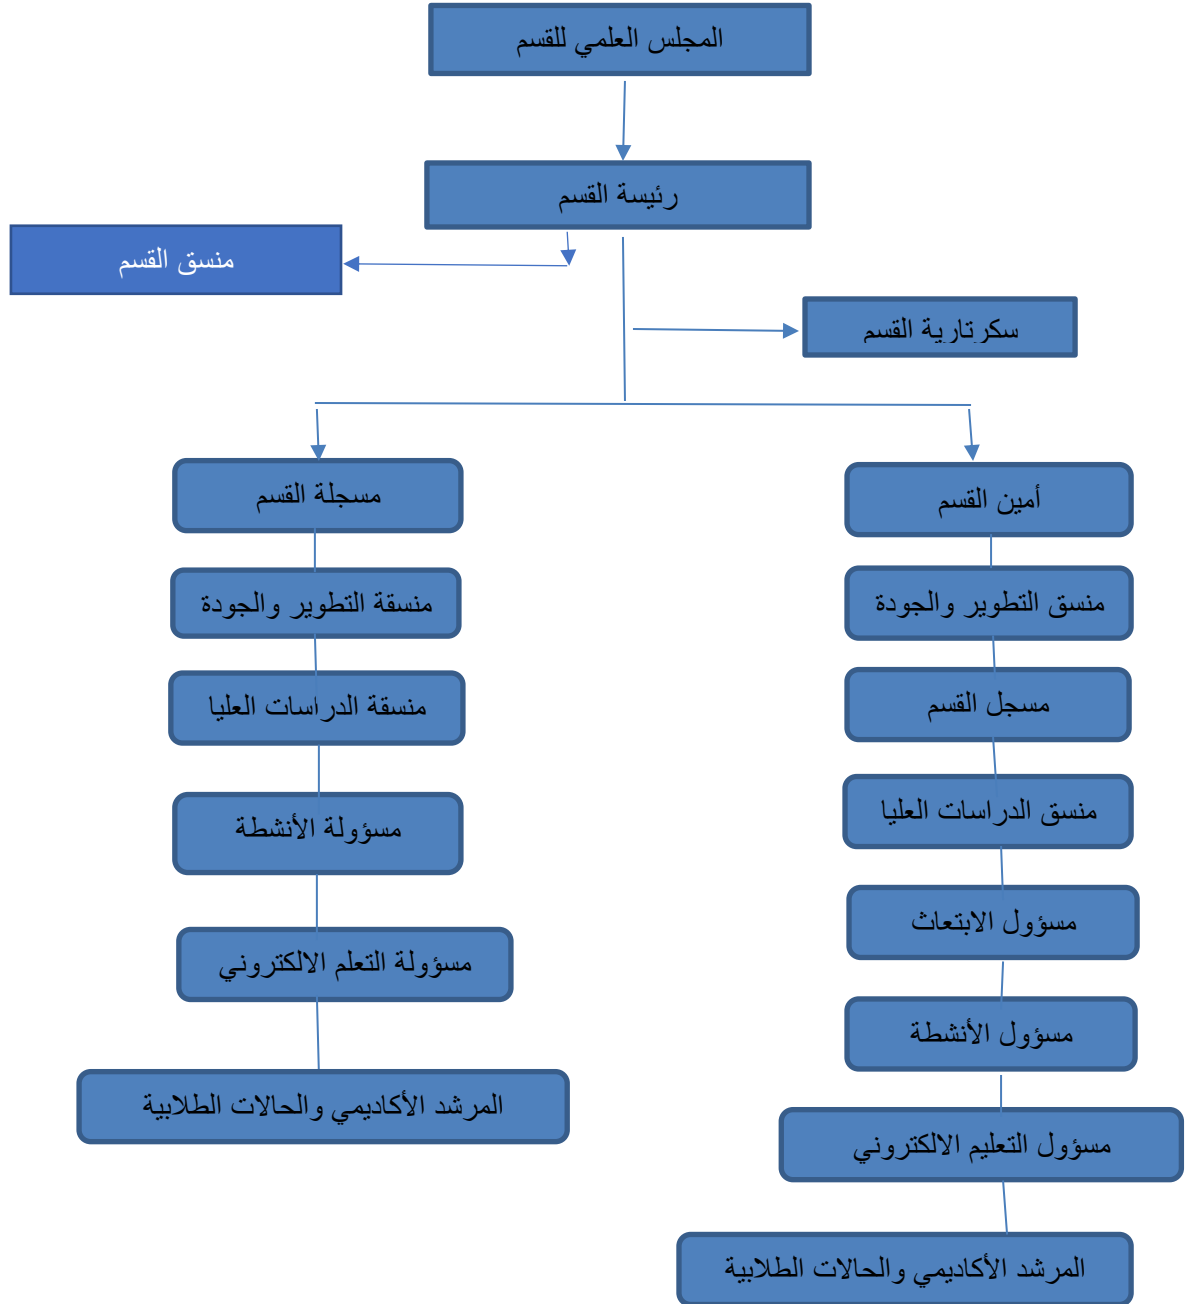 المجلس العلمي للقسم
رئيسة القسم
منسق القسم
سكرتارية القسم
أمين القسم
منسق التطوير والجودة
مسجل القسم
منسق الدراسات العليا
مسؤول الابتعاث
مسؤول الأنشطة
مسؤول التعليم الالكتروني
المرشد الأكاديمي والحالات الطلابية
مسجلة القسم
منسقة التطوير والجودة
منسقة الدراسات العليا
مسؤولة الأنشطة
مسؤولة التعلم الالكتروني
المرشد الأكاديمي والحالات الطلابية